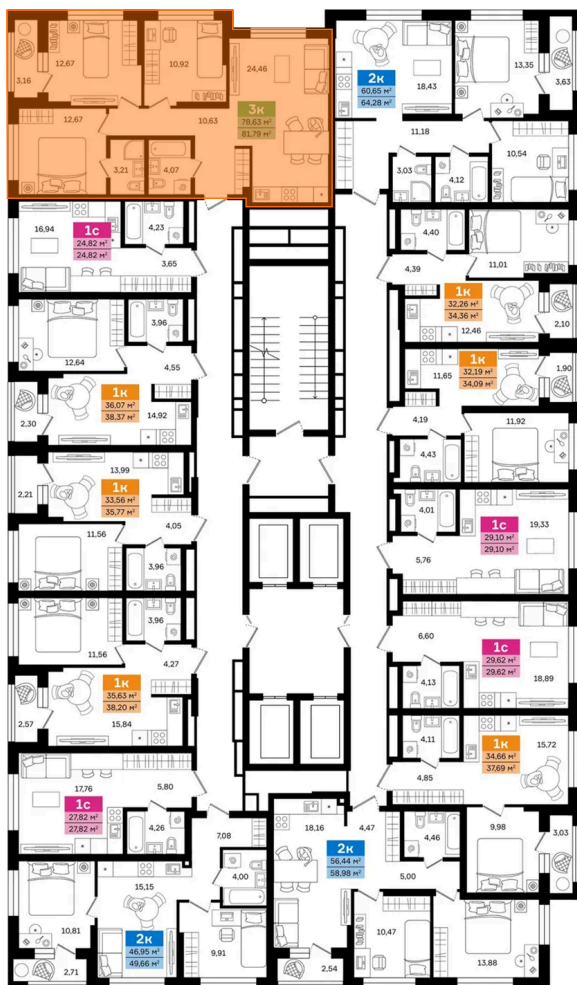 12,67
10,92
24,46
3,16
3к
78,63 м²
81,79 м²
12,67
10,63
3,21
4,07
2к
60,65 м²
64,28 м²
18,43
13,35
3,63
11,18
10,54
3,03
4,12
16,94
1с
24,82 м²
24,82 м²
4,23
3,65
4,40
11,01
4,39
1к
32,26 м²
34,36 м²
12,46
2,10
12,64
3,96
4,55
1к
36,07 м²
38,37 м²
14,92
2,30
11,65
1к
32,19 м²
34,09 м²
1,90
4,19
11,92
4,43
13,99
2,21
1к
33,56 м²
35,77 м²
4,05
11,56
3,96
4,01
1с
29,10 м²
29,10 м²
19,33
5,76
11,56
3,96
4,27
1к
35,63 м²
38,20 м²
2,57
15,84
6,60
1с
29,62 м²
29,62 м²
4,13
18,89
4,11
1к
34,66 м²
37,69 м²
15,72
4,85
17,76
5,80
1с
27,82 м²
27,82 м²
4,26
7,08
18,16
4,47
2к
56,44 м²
58,98 м²
4,46
9,98
3,03
5,00
15,15
4,00
10,81
2к
46,95 м²
49,66 м²
2,71
9,91
2,54
10,47
13,88